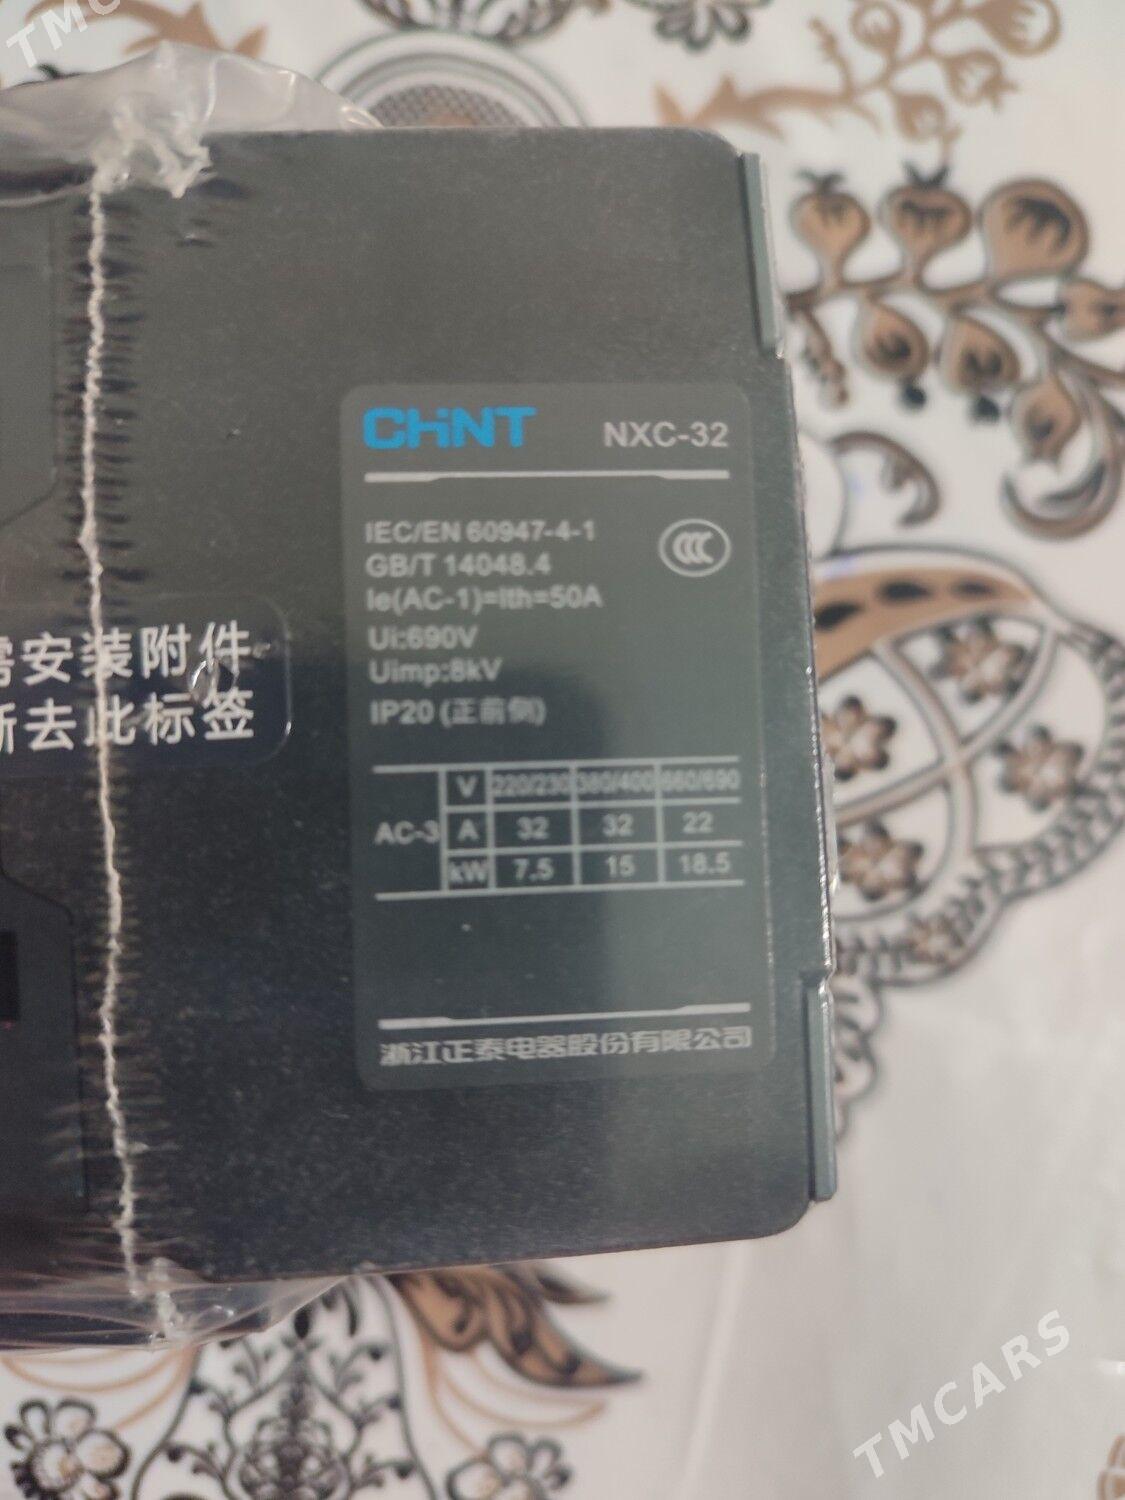 CHINT NXC-32
IEC/EN 60947-4-1
GB/T 14048.4
Ie(AC-1)=Ith=50A
Ui:690V
Uimp:8kV
IP20 (正前侧)
V 220/230 380/400 660/690
AC-3 A 32 32 22
kW 7.5 15 18.5
浙江正泰电器股份有限公司
需安装附件
去此标签
CCC
TMCARS